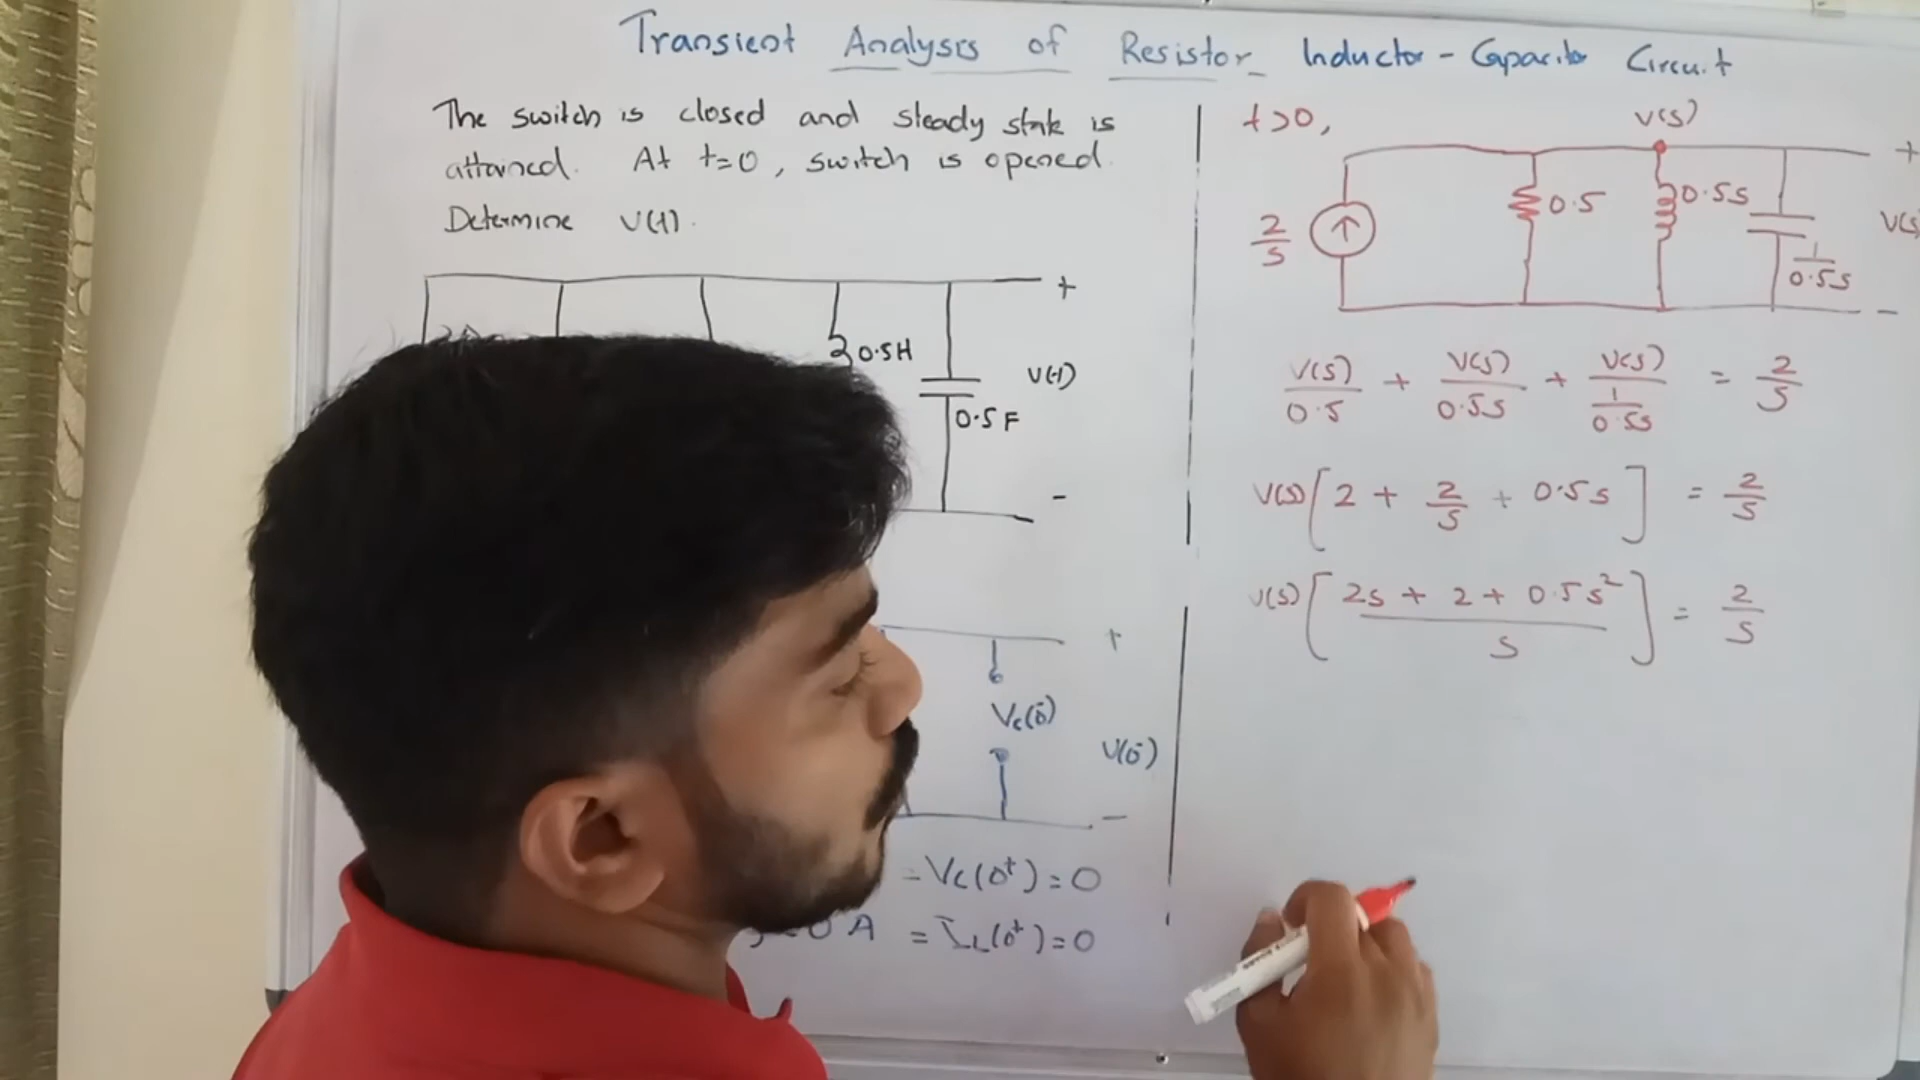 Transient Analysis of Resistor Inductor - Capacitor Circuit
The switch is closed and steady state is
attained. At t=0, switch is opened.
Determine V(t).
+
0.5H
V(t)
0.5F
-
+
Vc(0⁻)
V(0⁻)
-
= Vc(0⁺) = 0
0 A = IL(0⁺) = 0
t>0,
V(s)
+
2/s
0.5
0.5s
1/0.5s
V(s)
-
V(s)/0.5 + V(s)/0.5s + V(s)/(1/0.5s) = 2/s
V(s) [2 + 2/s + 0.5s] = 2/s
V(s) [(2s + 2 + 0.5s²)/s] = 2/s